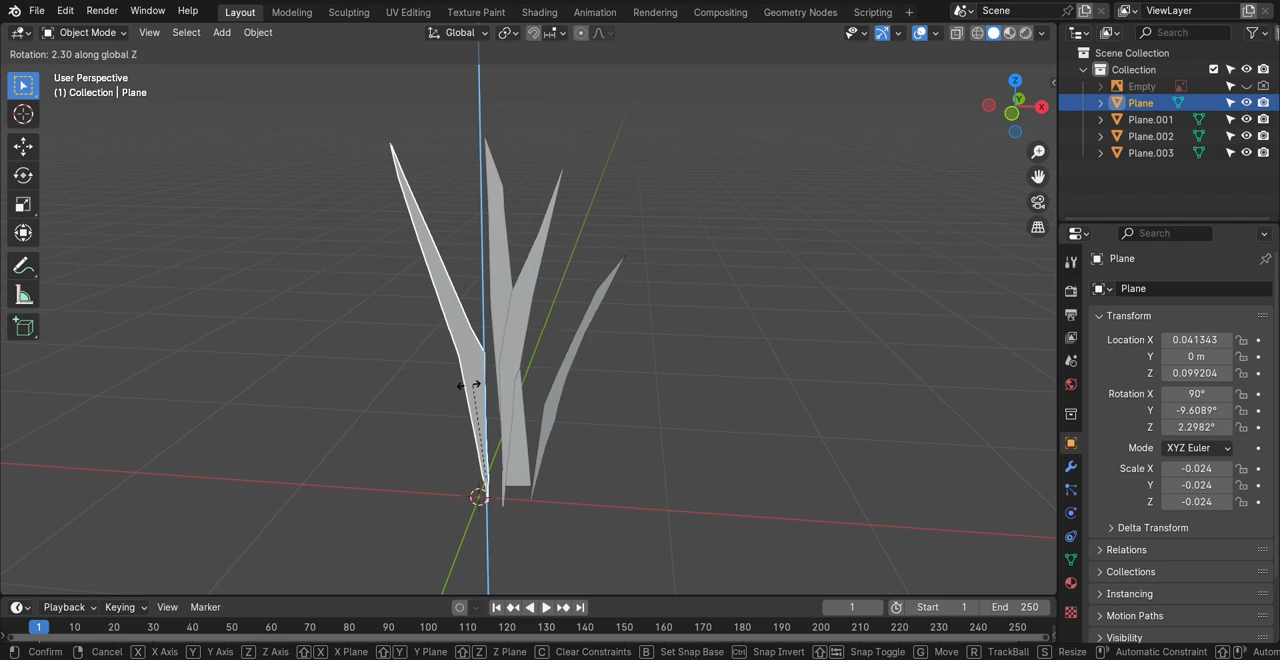 File Edit Render Window Help Layout Modeling Sculpting UV Editing Texture Paint Shading Animation Rendering Compositing Geometry Nodes Scripting + Scene ViewLayer
Object Mode View Select Add Object Global Search
Rotation: 2.30 along global Z
User Perspective
(1) Collection | Plane
Z
Y
X
Scene Collection
Collection
Empty
Plane
Plane.001
Plane.002
Plane.003
Search
Plane
Plane
Transform
Location X 0.041343
Y 0 m
Z 0.099204
Rotation X 90°
Y -9.6089°
Z 2.2982°
Mode XYZ Euler
Scale X -0.024
Y -0.024
Z -0.024
Delta Transform
Relations
Collections
Instancing
Motion Paths
Visibility
Playback Keying View Marker 1 Start 1 End 250
1 10 20 30 40 50 60 70 80 90 100 110 120 130 140 150 160 170 180 190 200 210 220 230 240 250
Confirm Cancel X X Axis Y Y Axis Z Z Axis X X Plane Y Y Plane Z Z Plane C Clear Constraints B Set Snap Base Ctrl Snap Invert Snap Toggle G Move R TrackBall S Resize Automatic Constraint Autom